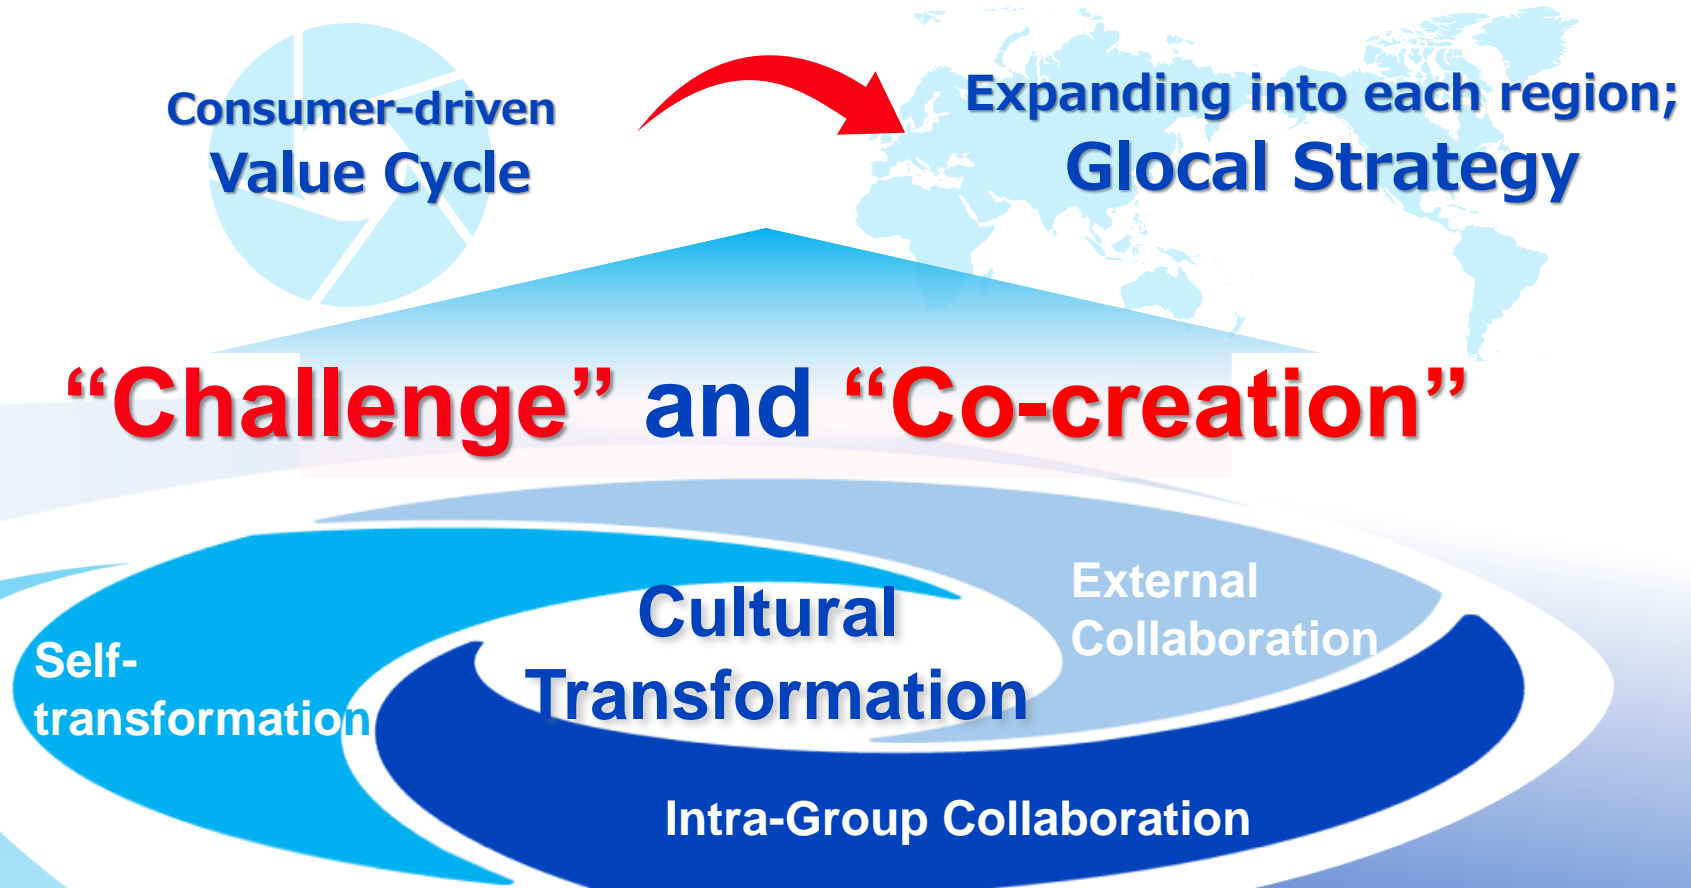 Consumer-driven
Value Cycle
Expanding into each region;
Glocal Strategy
“Challenge” and “Co-creation”
Cultural
Transformation
External
Collaboration
Self-
transformation
Intra-Group Collaboration